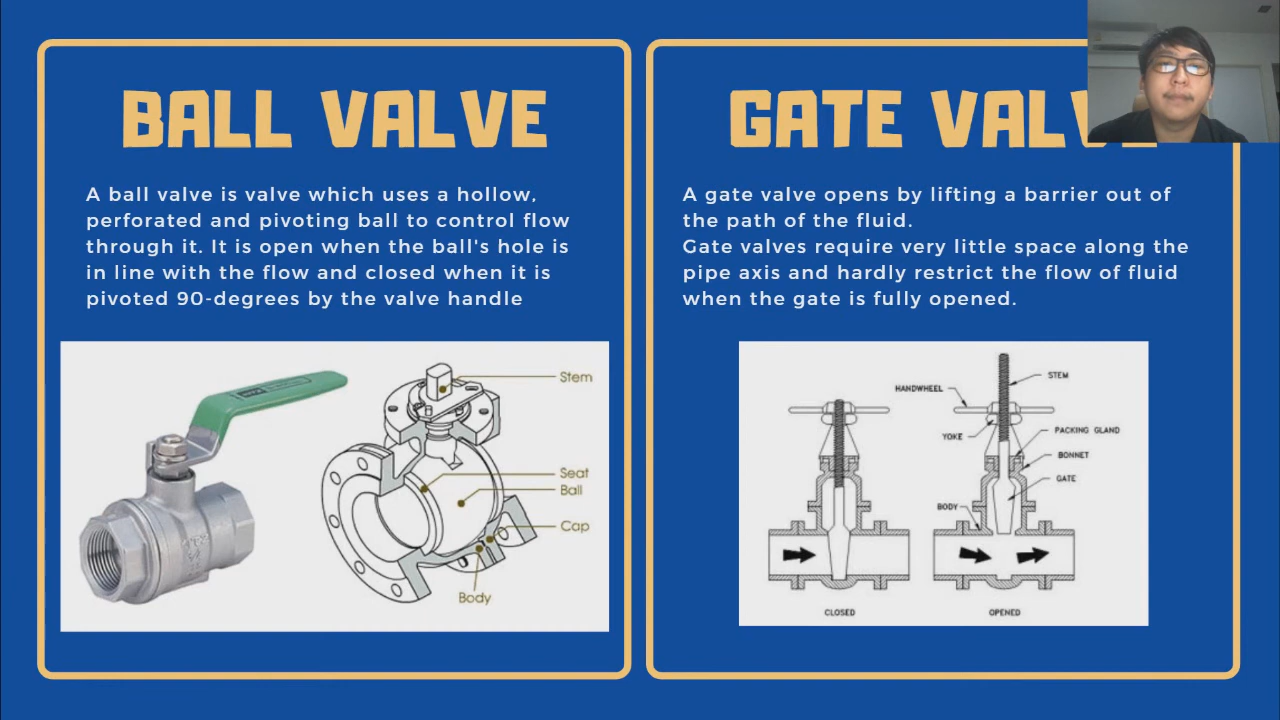 BALL VALVE
A ball valve is valve which uses a hollow,
perforated and pivoting ball to control flow
through it. It is open when the ball's hole is
in line with the flow and closed when it is
pivoted 90-degrees by the valve handle
Stem
Seat
Ball
Cap
Body
GATE VALVE
A gate valve opens by lifting a barrier out of
the path of the fluid.
Gate valves require very little space along the
pipe axis and hardly restrict the flow of fluid
when the gate is fully opened.
HANDWHEEL
STEM
YOKE
PACKING GLAND
BONNET
GATE
BODY
CLOSED
OPENED